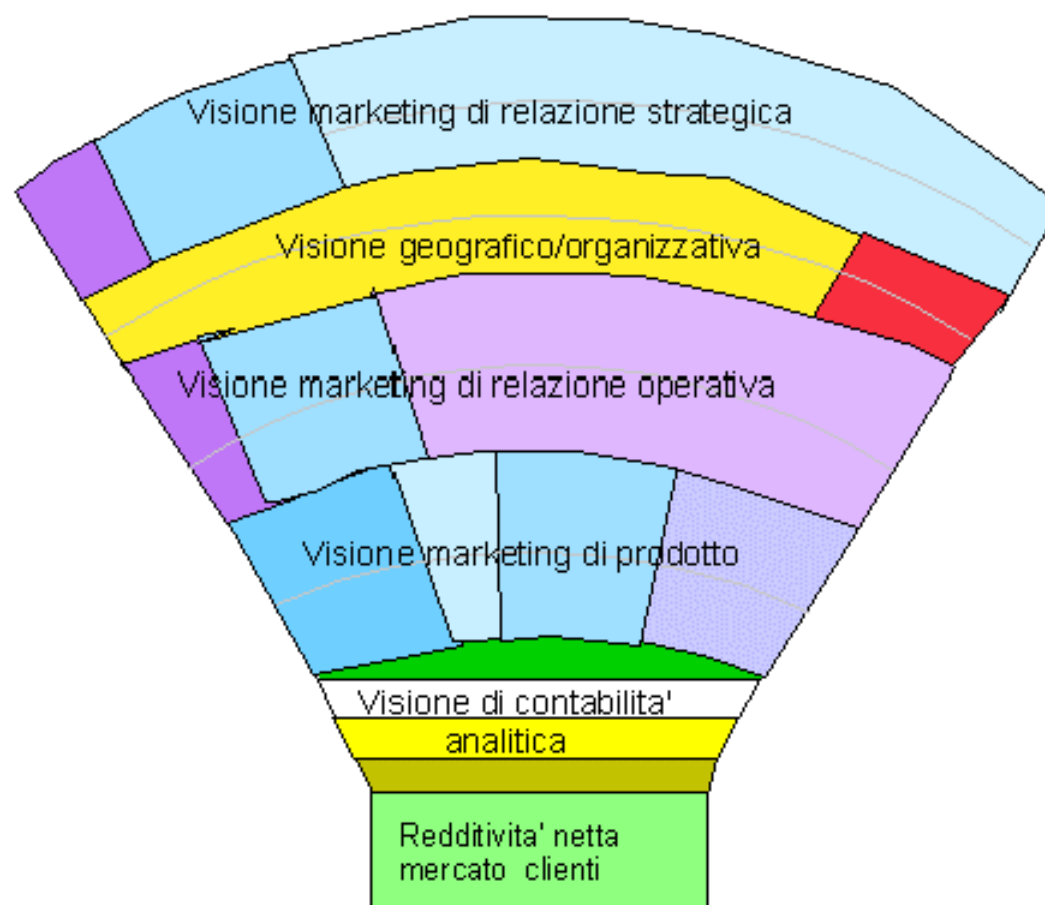 Visione marketing di relazione strategica
Visione geografico/organizzativa
Visione marketing di relazione operativa
Visione marketing di prodotto
Visione di contabilita'
analitica
Redditivita' netta
mercato clienti